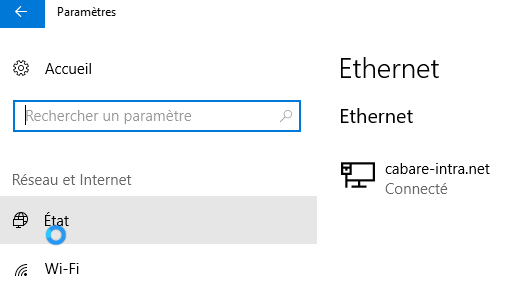 Paramètres
Accueil
Rechercher un paramètre
Réseau et Internet
État
Wi-Fi
Ethernet
Ethernet
cabare-intra.net
Connecté